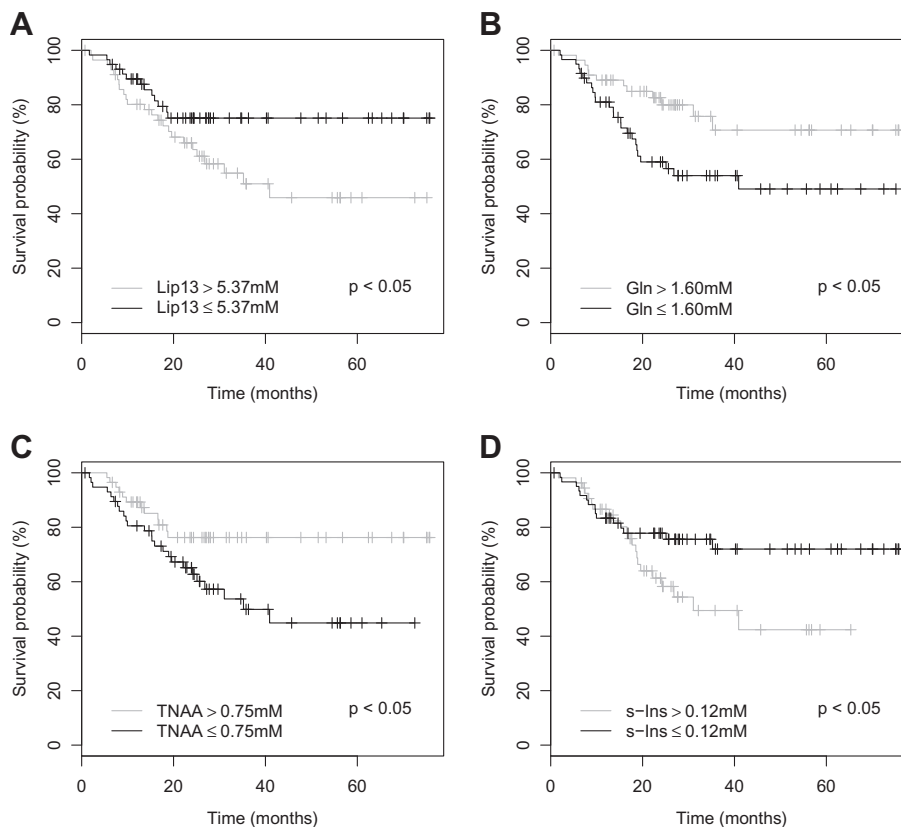 A
Survival probability (%)
100
80
60
40
20
0
Lip13 > 5.37mM
Lip13 ≤ 5.37mM
p < 0.05
0 20 40 60
Time (months)
B
Survival probability (%)
100
80
60
40
20
0
Gln > 1.60mM
Gln ≤ 1.60mM
p < 0.05
0 20 40 60
Time (months)
C
Survival probability (%)
100
80
60
40
20
0
TNAA > 0.75mM
TNAA ≤ 0.75mM
p < 0.05
0 20 40 60
Time (months)
D
Survival probability (%)
100
80
60
40
20
0
s−Ins > 0.12mM
s−Ins ≤ 0.12mM
p < 0.05
0 20 40 60
Time (months)